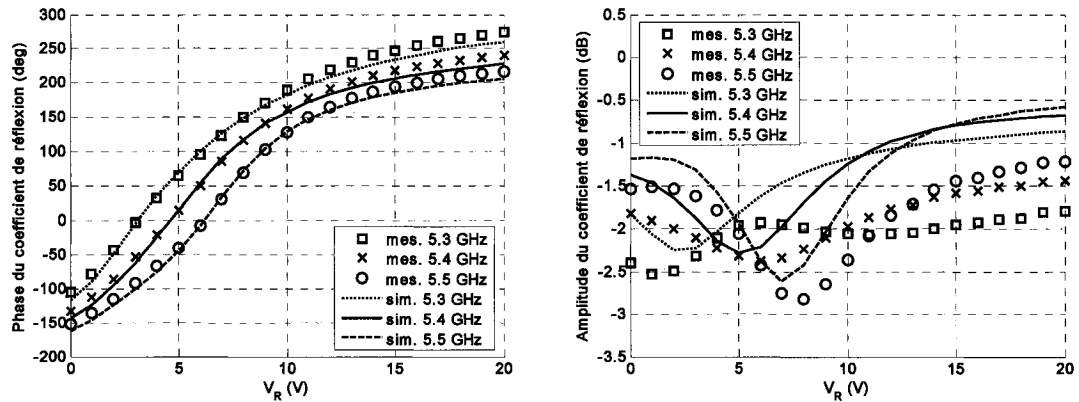 300
250
200
150
100
50
0
-50
-100
-150
-200
Phase du coefficient de réflexion (deg)
mes. 5.3 GHz
mes. 5.4 GHz
mes. 5.5 GHz
sim. 5.3 GHz
sim. 5.4 GHz
sim. 5.5 GHz
0 5 10 15 20
V_R (V)
0.5
0
-0.5
-1
-1.5
-2
-2.5
-3
-3.5
Amplitude du coefficient de réflexion (dB)
mes. 5.3 GHz
mes. 5.4 GHz
mes. 5.5 GHz
sim. 5.3 GHz
sim. 5.4 GHz
sim. 5.5 GHz
0 5 10 15 20
V_R (V)